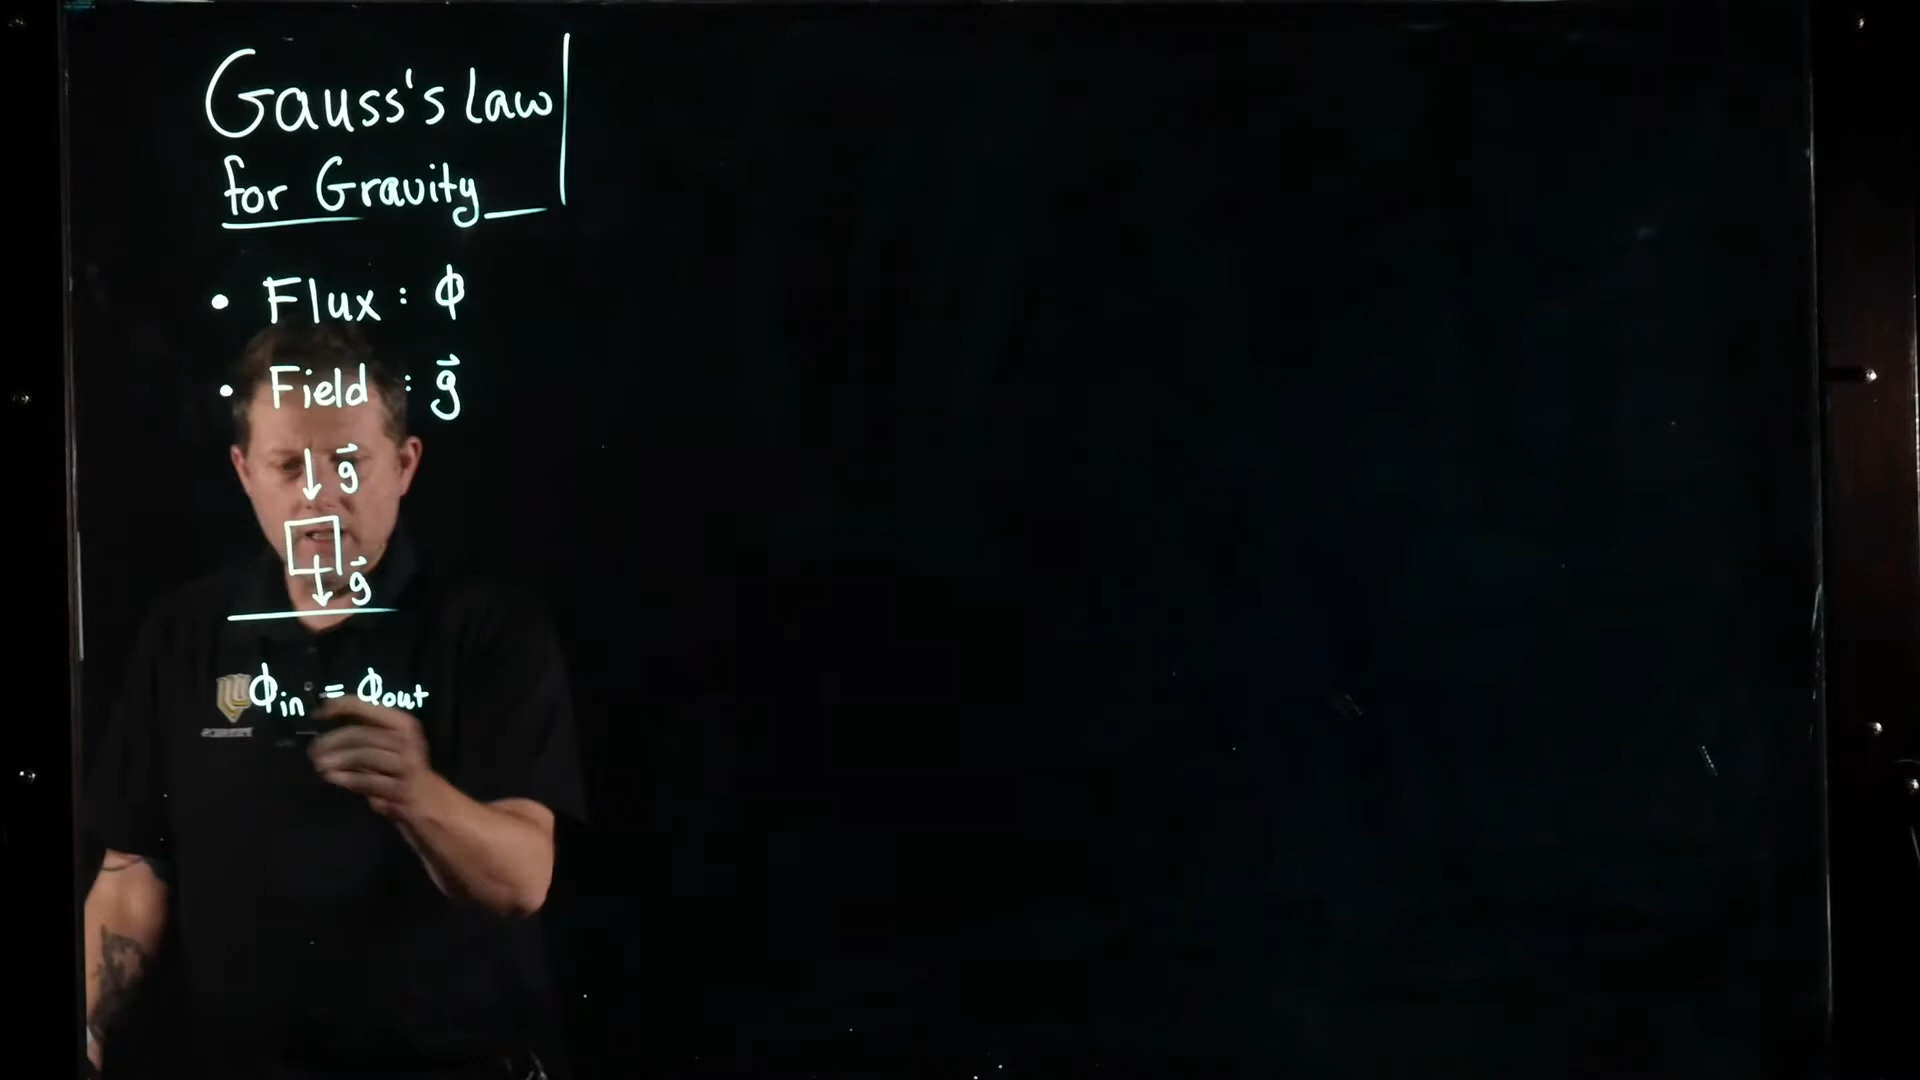 Gauss's Law
for Gravity
• Flux : ϕ
• Field : g⃗
g⃗
g⃗
ϕin = ϕout